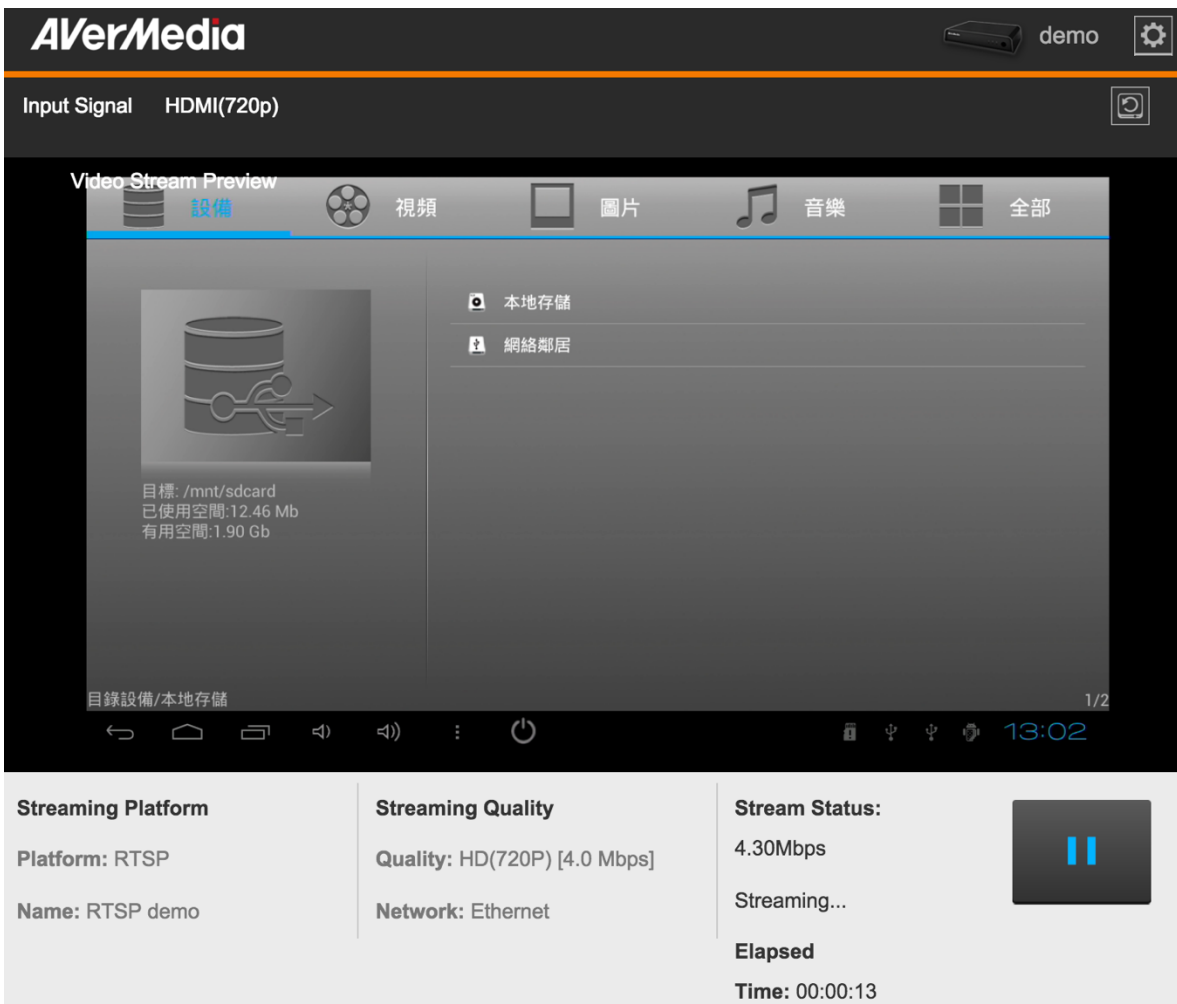 AVerMedia
demo
Input Signal HDMI(720p)
Video Stream Preview
設備 視頻 圖片 音樂 全部
本地存儲
網絡鄰居
目標: /mnt/sdcard
已使用空間:12.46 Mb
有用空間:1.90 Gb
目錄設備/本地存儲
1/2
13:02
Streaming Platform
Platform: RTSP
Name: RTSP demo
Streaming Quality
Quality: HD(720P) [4.0 Mbps]
Network: Ethernet
Stream Status:
4.30Mbps
Streaming...
Elapsed
Time: 00:00:13